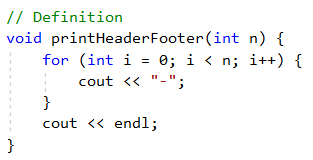 // Definition
void printHeaderFooter(int n) {
    for (int i = 0; i < n; i++) {
        cout << "-";
    }
    cout << endl;
}